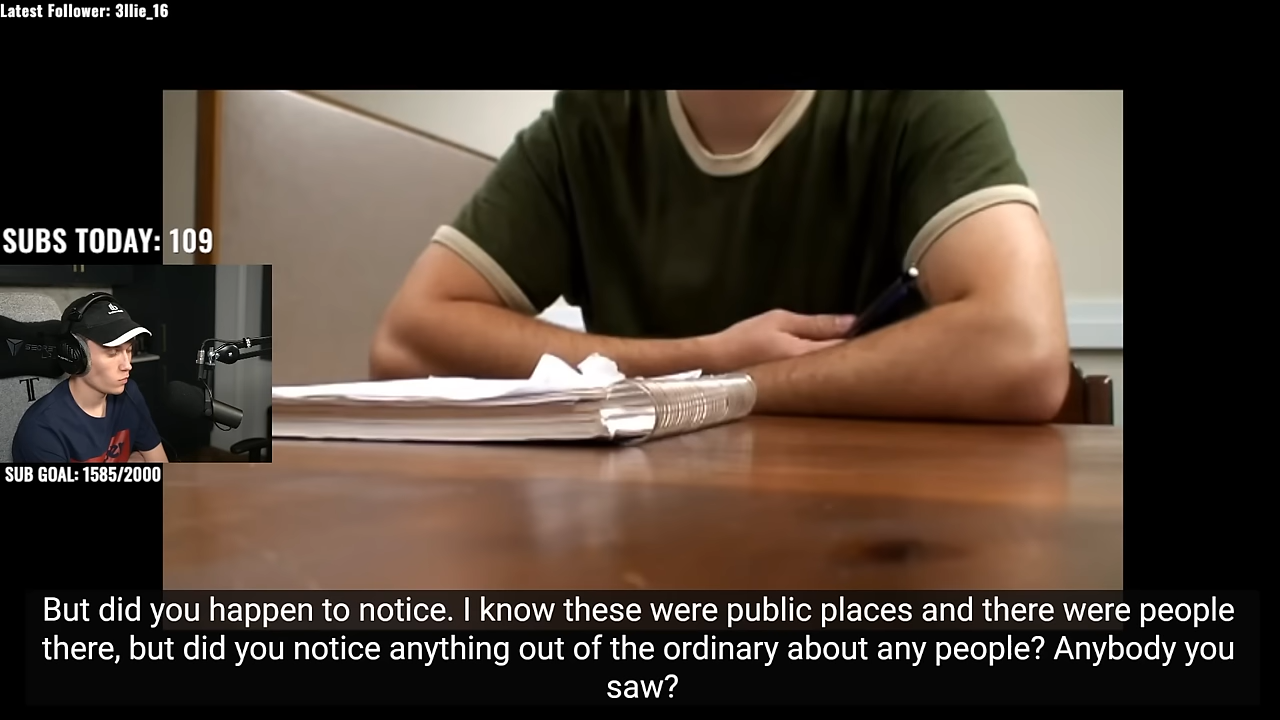 Latest Follower: 3llie_16
SUBS TODAY: 109
SUB GOAL: 1585/2000
But did you happen to notice. I know these were public places and there were people
there, but did you notice anything out of the ordinary about any people? Anybody you
saw?